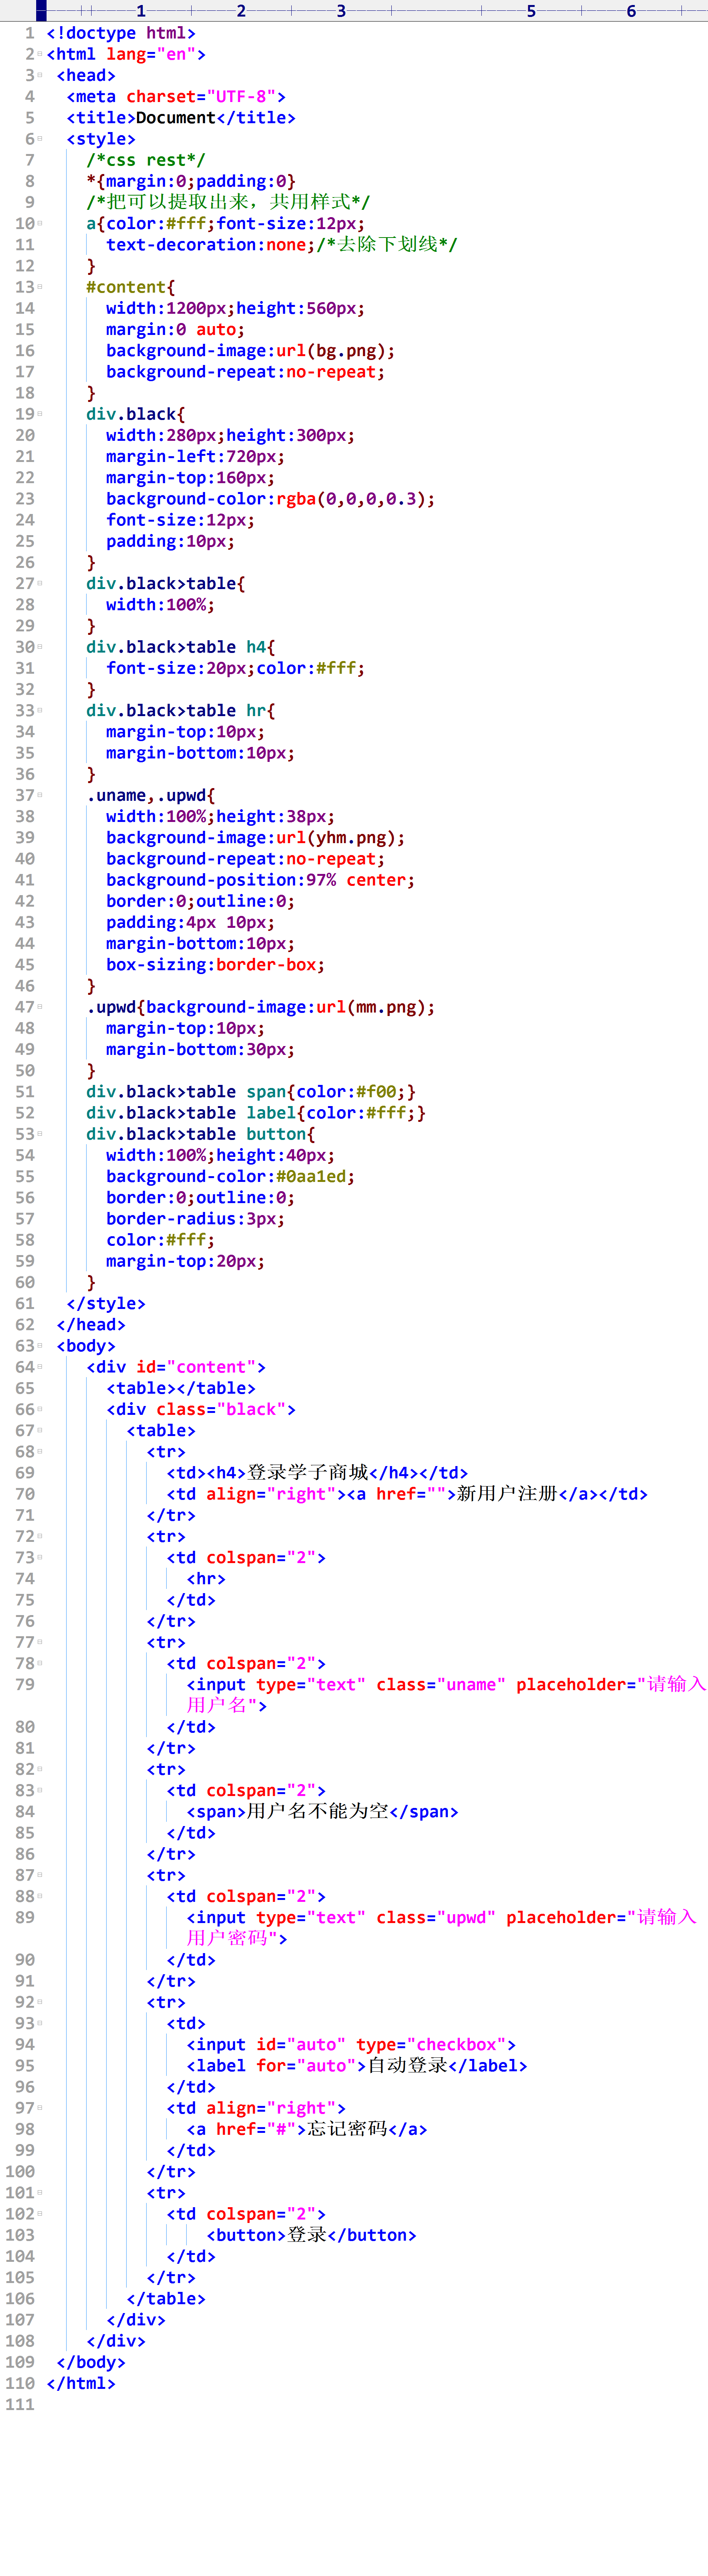 1 2 3 5 6
1 <!doctype html>
2 <html lang="en">
3 <head>
4 <meta charset="UTF-8">
5 <title>Document</title>
6 <style>
7 /*css rest*/
8 *{margin:0;padding:0}
9 /*把可以提取出来，共用样式*/
10 a{color:#fff;font-size:12px;
11 text-decoration:none;/*去除下划线*/
12 }
13 #content{
14 width:1200px;height:560px;
15 margin:0 auto;
16 background-image:url(bg.png);
17 background-repeat:no-repeat;
18 }
19 div.black{
20 width:280px;height:300px;
21 margin-left:720px;
22 margin-top:160px;
23 background-color:rgba(0,0,0,0.3);
24 font-size:12px;
25 padding:10px;
26 }
27 div.black>table{
28 width:100%;
29 }
30 div.black>table h4{
31 font-size:20px;color:#fff;
32 }
33 div.black>table hr{
34 margin-top:10px;
35 margin-bottom:10px;
36 }
37 .uname,.upwd{
38 width:100%;height:38px;
39 background-image:url(yhm.png);
40 background-repeat:no-repeat;
41 background-position:97% center;
42 border:0;outline:0;
43 padding:4px 10px;
44 margin-bottom:10px;
45 box-sizing:border-box;
46 }
47 .upwd{background-image:url(mm.png);
48 margin-top:10px;
49 margin-bottom:30px;
50 }
51 div.black>table span{color:#f00;}
52 div.black>table label{color:#fff;}
53 div.black>table button{
54 width:100%;height:40px;
55 background-color:#0aa1ed;
56 border:0;outline:0;
57 border-radius:3px;
58 color:#fff;
59 margin-top:20px;
60 }
61 </style>
62 </head>
63 <body>
64 <div id="content">
65 <table></table>
66 <div class="black">
67 <table>
68 <tr>
69 <td><h4>登录学子商城</h4></td>
70 <td align="right"><a href="">新用户注册</a></td>
71 </tr>
72 <tr>
73 <td colspan="2">
74 <hr>
75 </td>
76 </tr>
77 <tr>
78 <td colspan="2">
79 <input type="text" class="uname" placeholder="请输入
用户名">
80 </td>
81 </tr>
82 <tr>
83 <td colspan="2">
84 <span>用户名不能为空</span>
85 </td>
86 </tr>
87 <tr>
88 <td colspan="2">
89 <input type="text" class="upwd" placeholder="请输入
用户密码">
90 </td>
91 </tr>
92 <tr>
93 <td>
94 <input id="auto" type="checkbox">
95 <label for="auto">自动登录</label>
96 </td>
97 <td align="right">
98 <a href="#">忘记密码</a>
99 </td>
100 </tr>
101 <tr>
102 <td colspan="2">
103 <button>登录</button>
104 </td>
105 </tr>
106 </table>
107 </div>
108 </div>
109 </body>
110 </html>
111